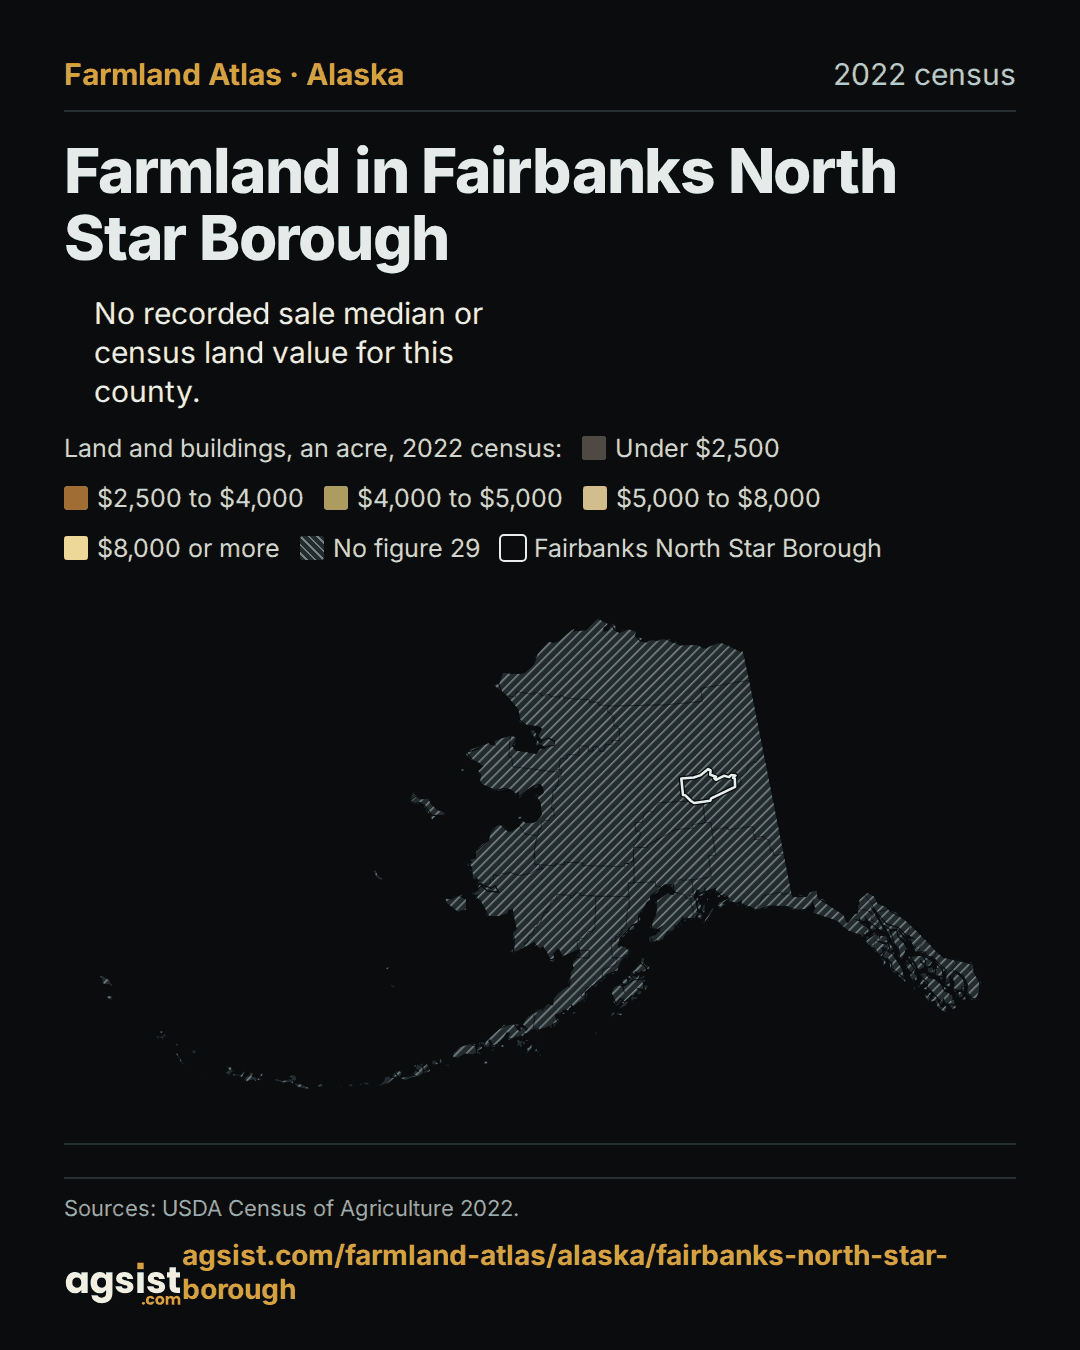 Farmland Atlas · Alaska
2022 census
Farmland in Fairbanks North
Star Borough
No recorded sale median or
census land value for this
county.
Land and buildings, an acre, 2022 census: Under $2,500
$2,500 to $4,000 $4,000 to $5,000 $5,000 to $8,000
$8,000 or more No figure 29 Fairbanks North Star Borough
Sources: USDA Census of Agriculture 2022.
agsist.com/farmland-atlas/alaska/fairbanks-north-star-
borough
agsist
.com